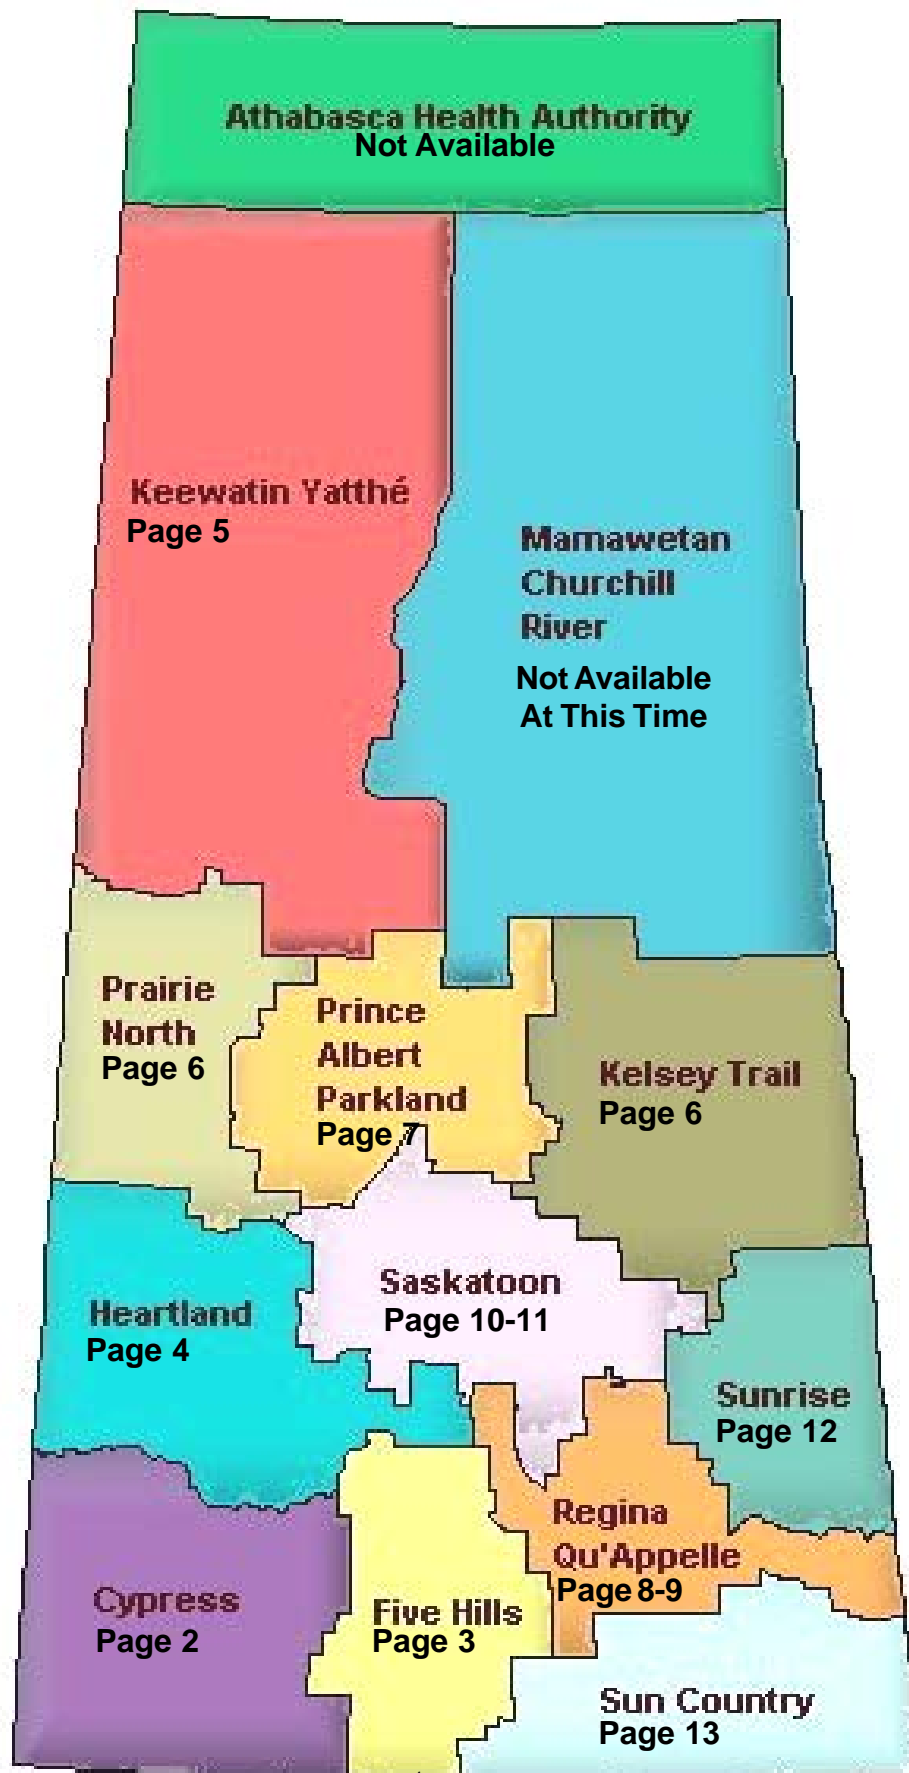 Athabasca Health Authority
Not Available
Keewatin Yatthé
Page 5
Mamawetan
Churchill
River
Not Available
At This Time
Prairie
North
Page 6
Prince
Albert
Parkland
Page 7
Kelsey Trail
Page 6
Heartland
Page 4
Saskatoon
Page 10-11
Sunrise
Page 12
Regina
Qu'Appelle
Page 8-9
Cypress
Page 2
Five Hills
Page 3
Sun Country
Page 13